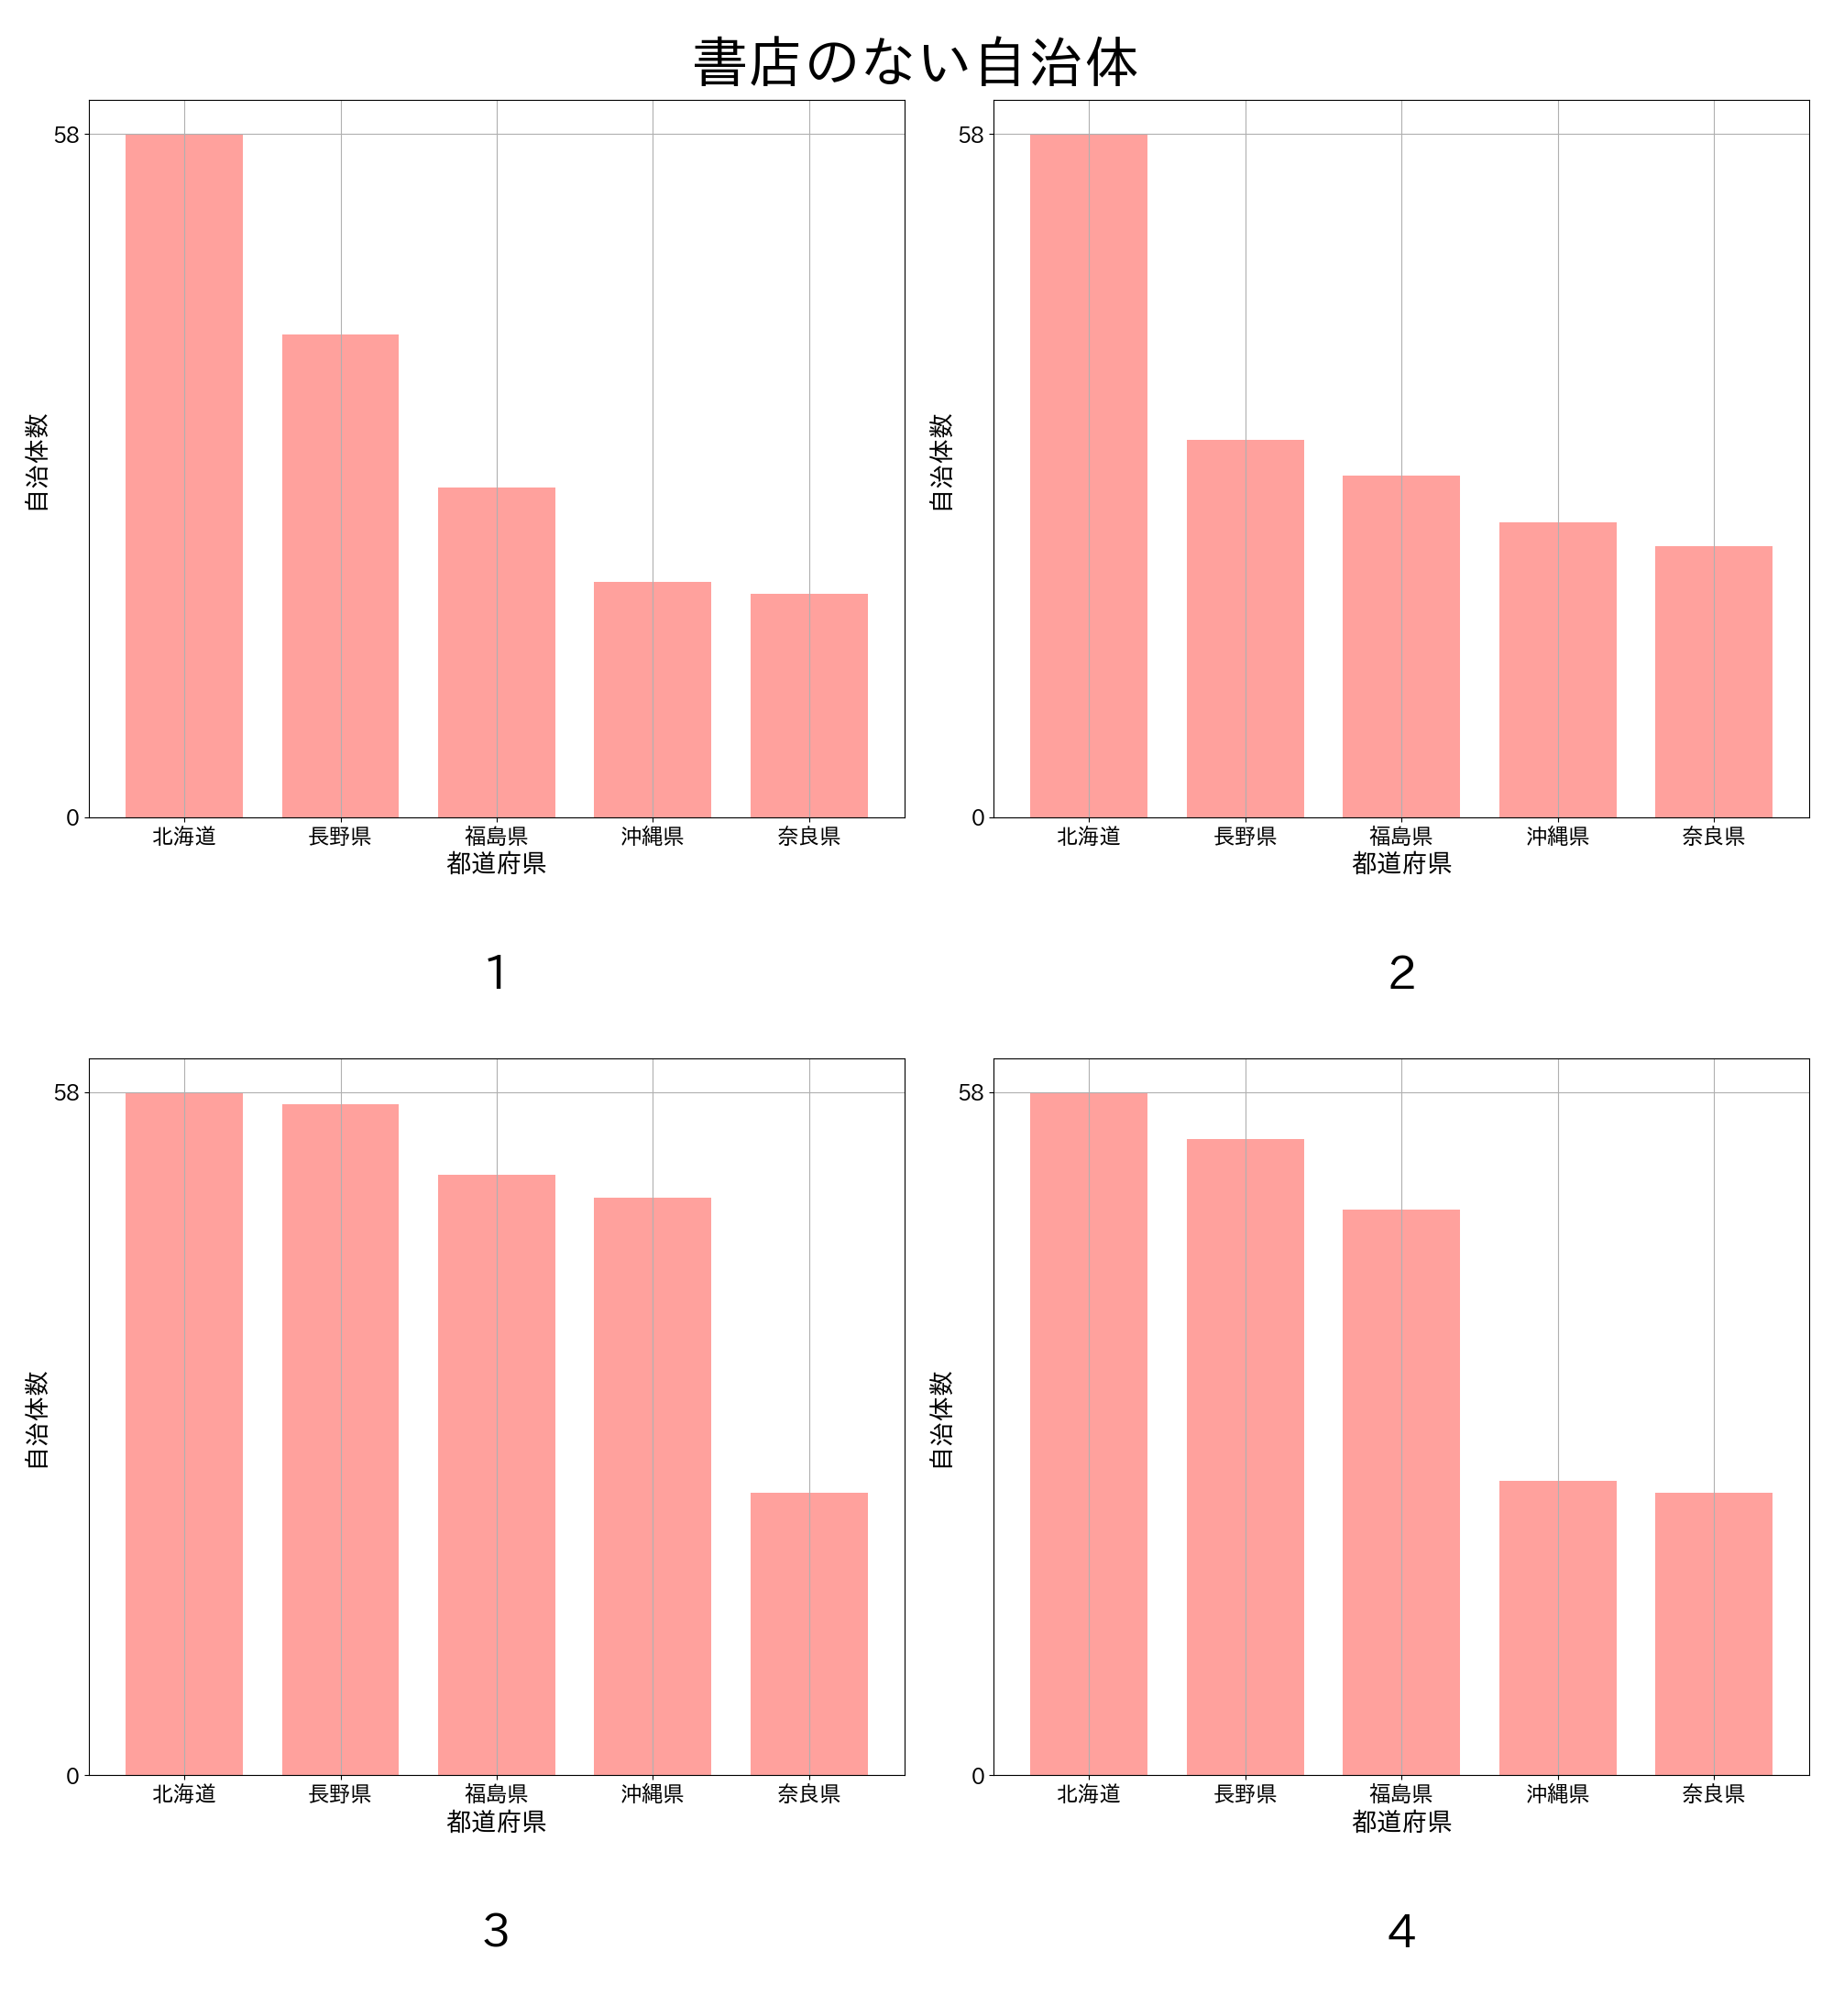 書店のない自治体
58
0
自治体数
北海道 長野県 福島県 沖縄県 奈良県
都道府県
1
58
0
自治体数
北海道 長野県 福島県 沖縄県 奈良県
都道府県
2
58
0
自治体数
北海道 長野県 福島県 沖縄県 奈良県
都道府県
3
58
0
自治体数
北海道 長野県 福島県 沖縄県 奈良県
都道府県
4